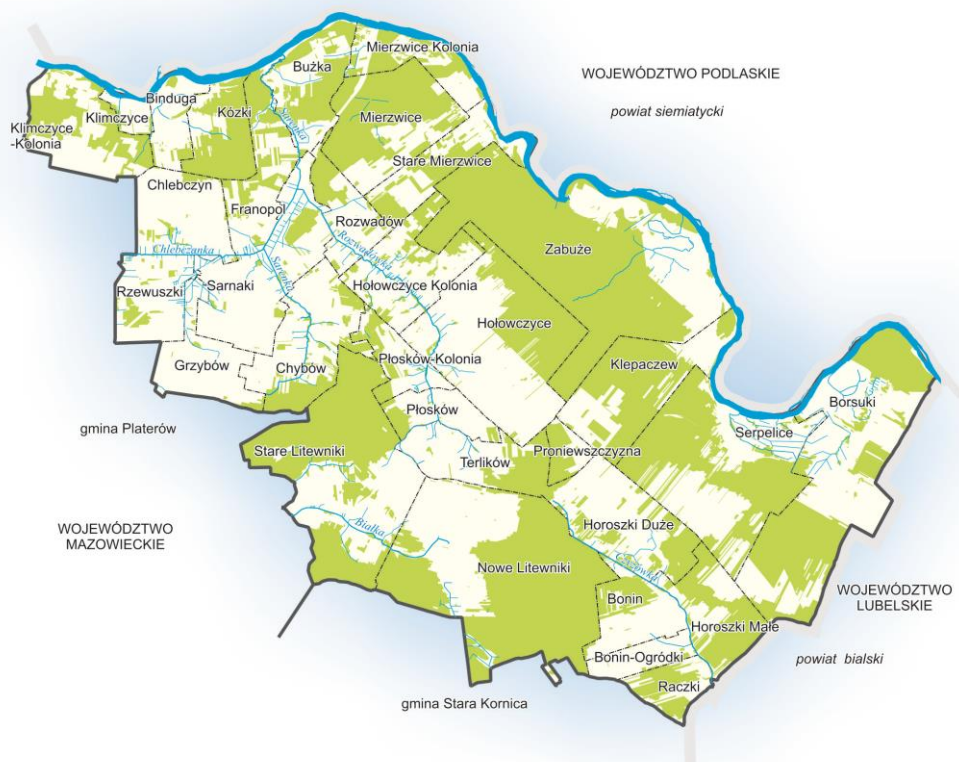 Mierzwice Kolonia
WOJEWÓDZTWO PODLASKIE
powiat siemiatycki
Bużka
Binduga
Kózki
Klimczyce
Klimczyce
-Kolonia
Mierzwice
Sarenka
Stare Mierzwice
Chlebczyn
Franopol
Rozwadów
Rozwadówka
Chlebczanka
Sarenka
Zabuże
Rzewuszki
Sarnaki
Hołowczyce Kolonia
Hołowczyce
Grzybów
Chybów
Płosków-Kolonia
Klepaczew
Płosków
Borsuki
gmina Platerów
Serpelice
Stare Litewniki
Terlików
Proniewszczyzna
WOJEWÓDZTWO
MAZOWIECKIE
Białka
Horoszki Duże
Nowe Litewniki
Bonin
WOJEWÓDZTWO
LUBELSKIE
Horoszki Małe
Bonin-Ogródki
powiat bialski
Raczki
gmina Stara Kornica